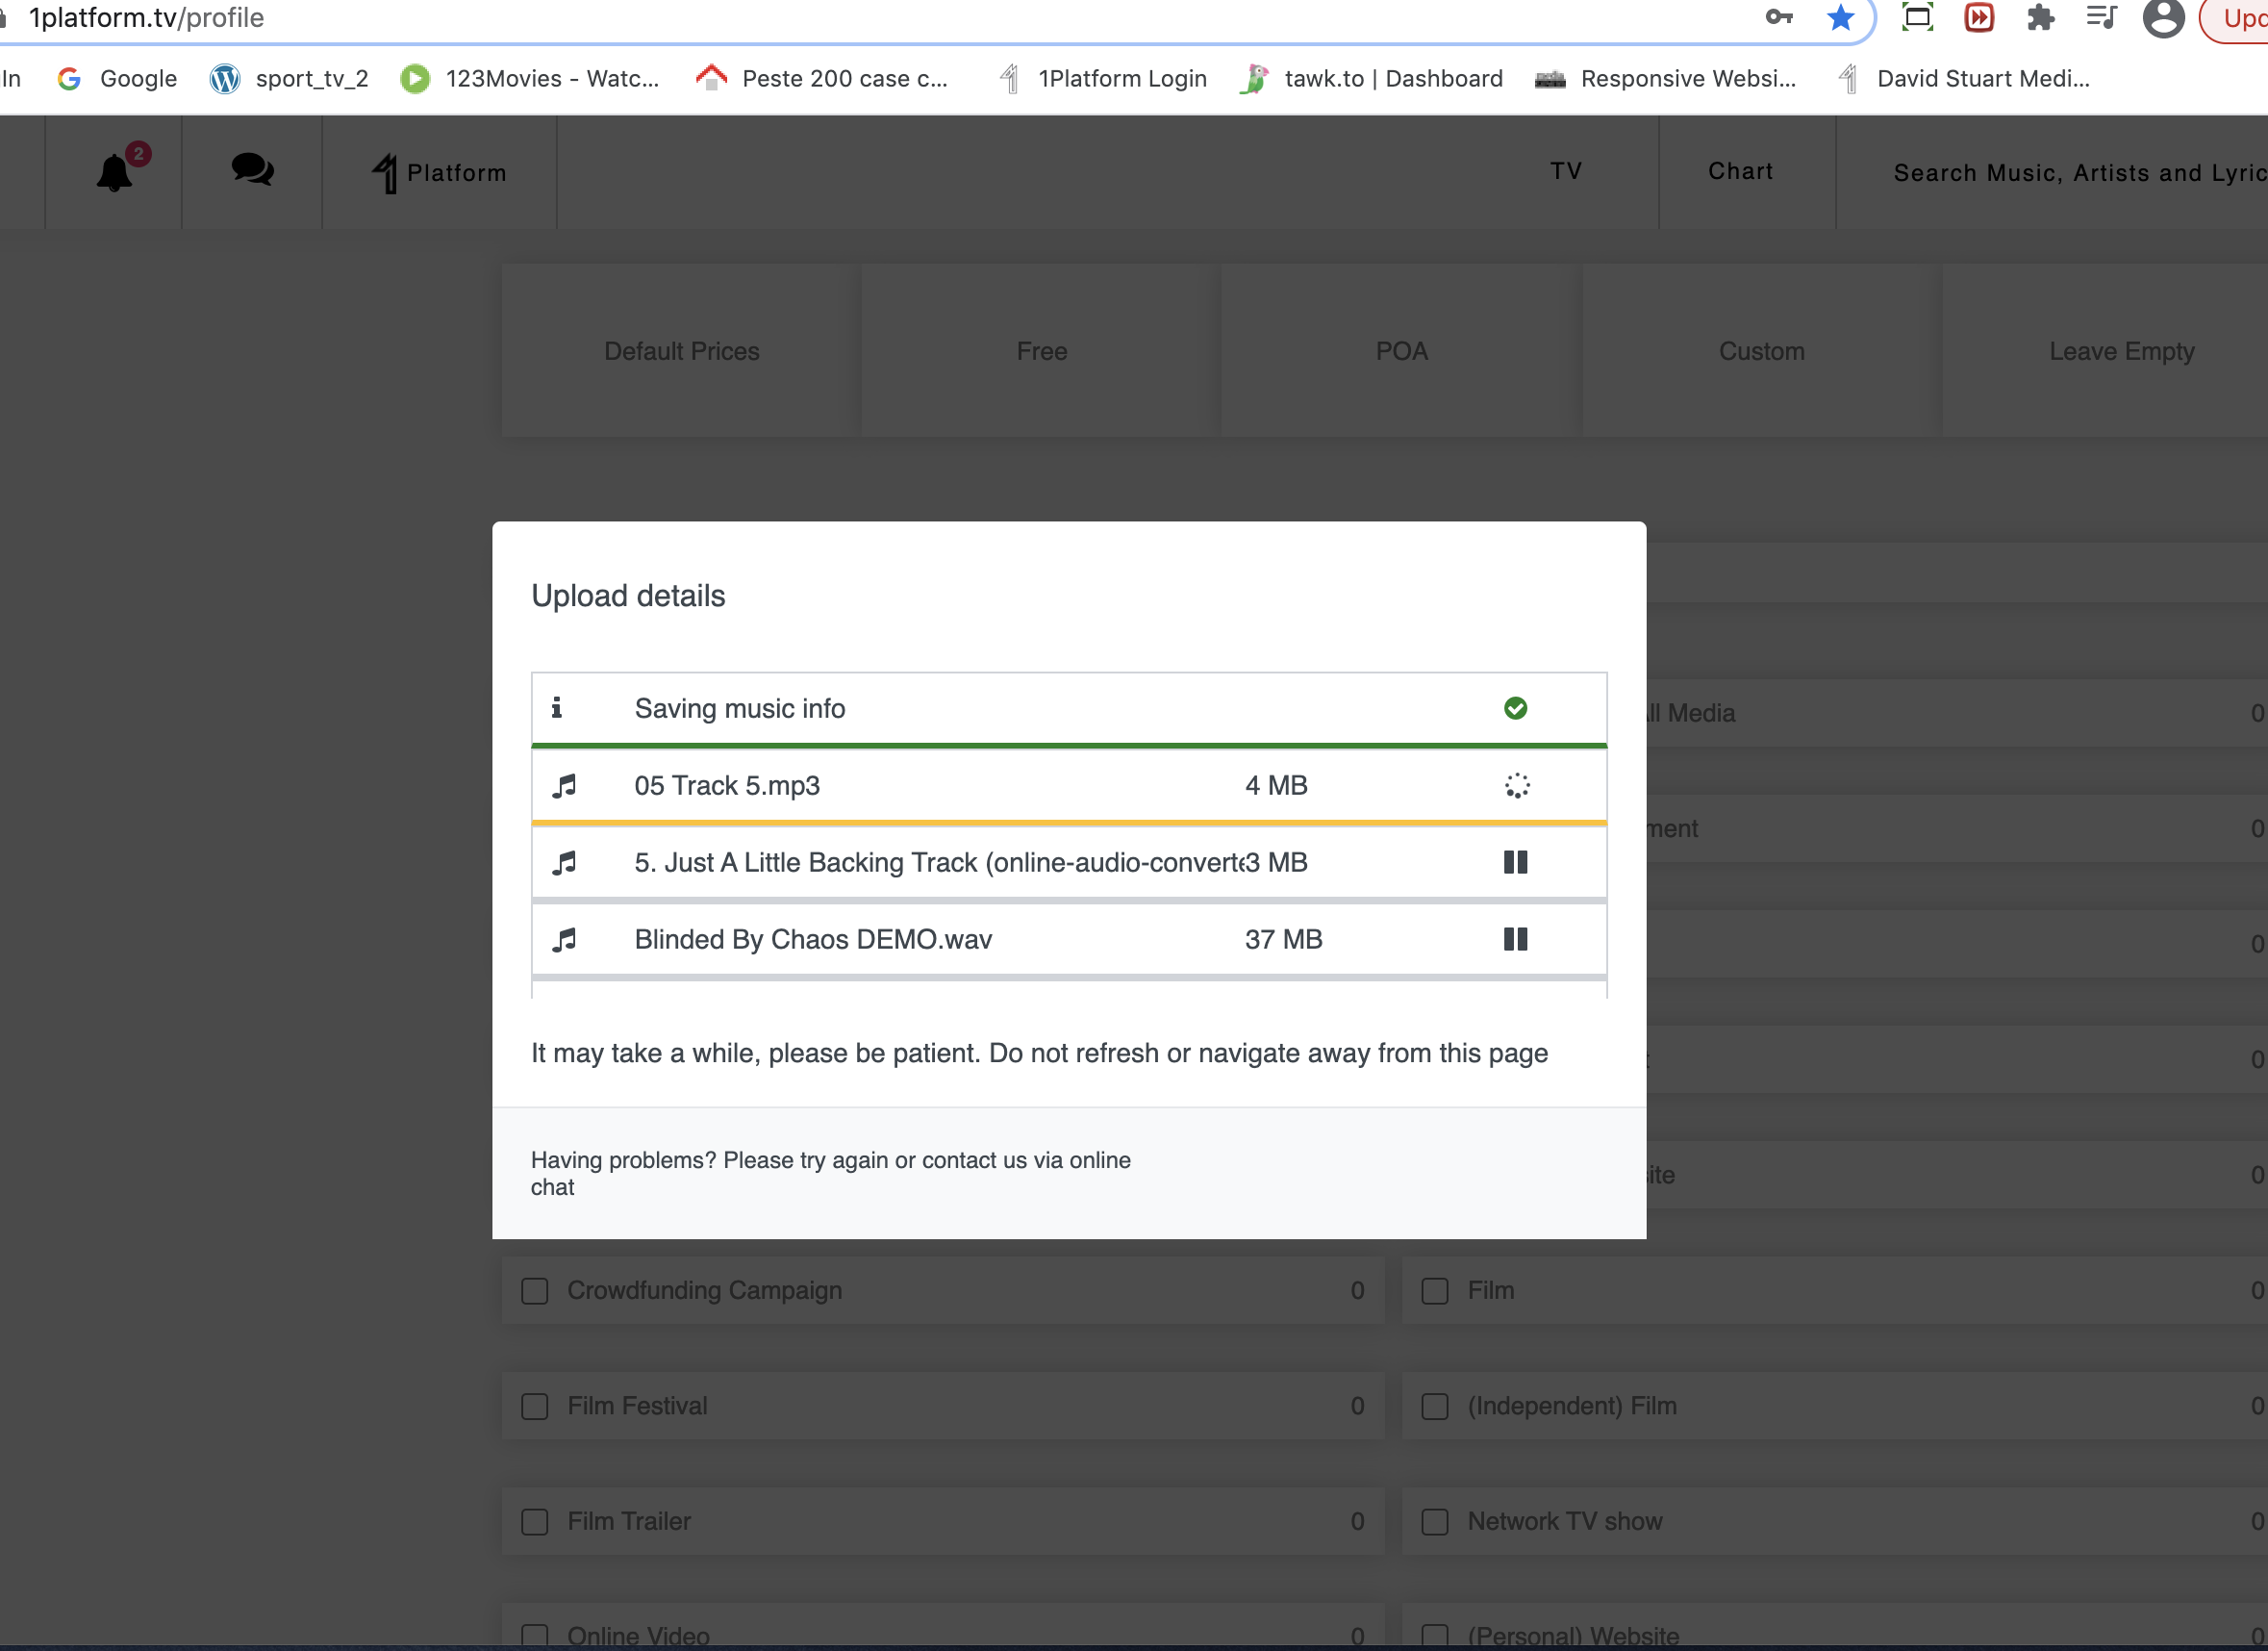 1platform.tv/profile
Upd
In
Google
sport_tv_2
123Movies - Watc...
Peste 200 case c...
1Platform Login
tawk.to | Dashboard
Responsive Websi...
David Stuart Medi...
2
Platform
TV
Chart
Search Music, Artists and Lyric
Default Prices
Free
POA
Custom
Leave Empty
Upload details
Saving music info
05 Track 5.mp3 4 MB
5. Just A Little Backing Track (online-audio-converte 3 MB
Blinded By Chaos DEMO.wav 37 MB
It may take a while, please be patient. Do not refresh or navigate away from this page
Having problems? Please try again or contact us via online
chat
ll Media 0
ment 0
0
0
ite 0
Crowdfunding Campaign 0
Film 0
Film Festival 0
(Independent) Film 0
Film Trailer 0
Network TV show 0
Online Video 0
(Personal) Website 0